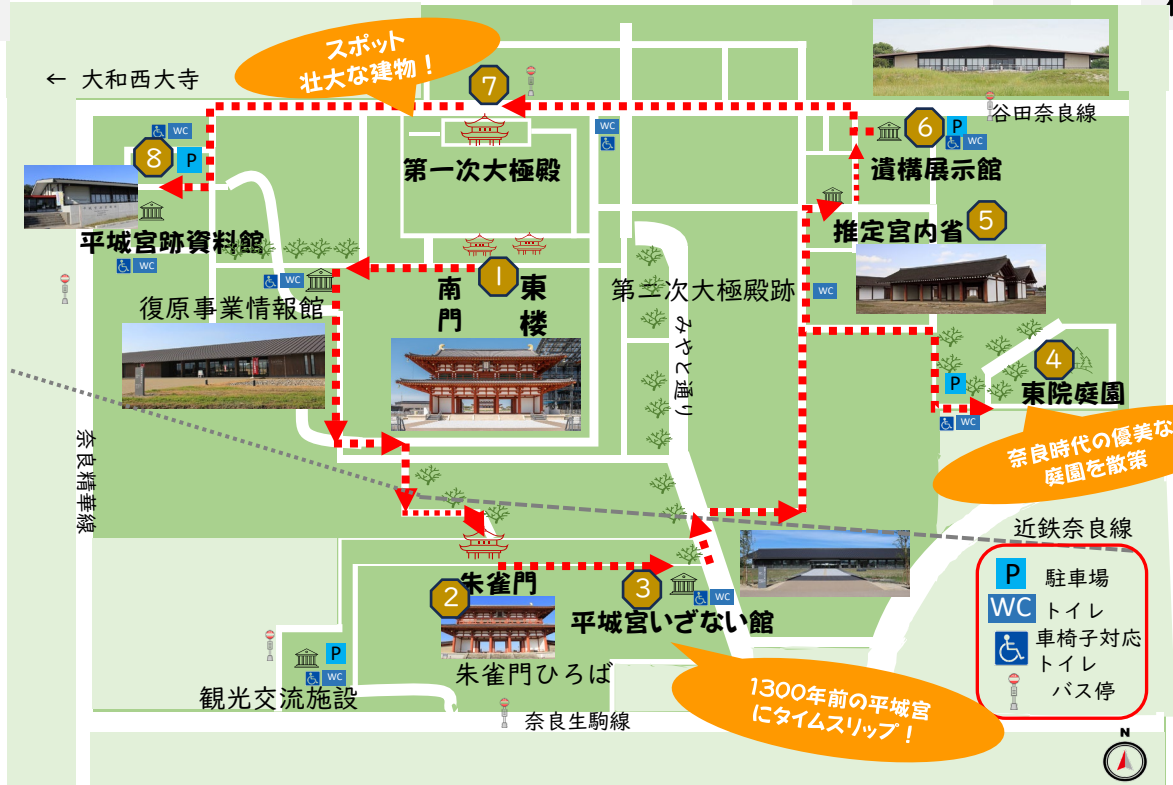 スポット
壮大な建物！
← 大和西大寺
7
谷田奈良線
WC
8
P
WC
6
P
WC
第一次大極殿
遺構展示館
平城宮跡資料館
WC
推定宮内省
5
1
南門
東楼
WC
復原事業情報館
第二次大極殿跡
WC
みやと通り
4
P
東院庭園
WC
奈良時代の優美な
庭園を散策
奈良精華線
近鉄奈良線
朱雀門
2
3
WC
平城宮いざない館
P
WC
朱雀門ひろば
観光交流施設
奈良生駒線
1300年前の平城宮
にタイムスリップ！
P 駐車場
WC トイレ
車椅子対応
トイレ
バス停
N